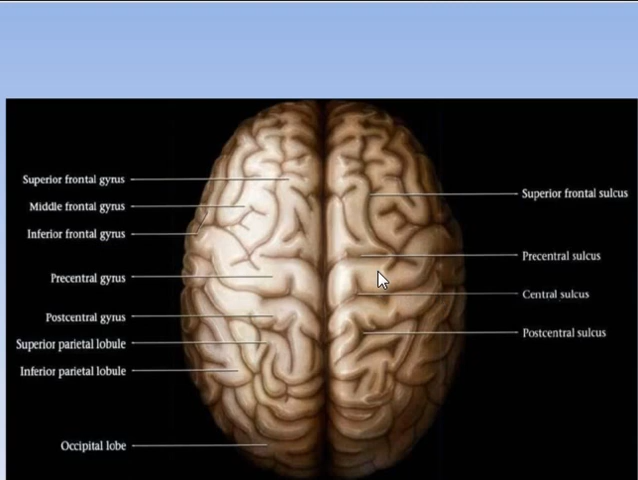 Superior frontal gyrus
Middle frontal gyrus
Inferior frontal gyrus
Precentral gyrus
Postcentral gyrus
Superior parietal lobule
Inferior parietal lobule
Occipital lobe
Superior frontal sulcus
Precentral sulcus
Central sulcus
Postcentral sulcus